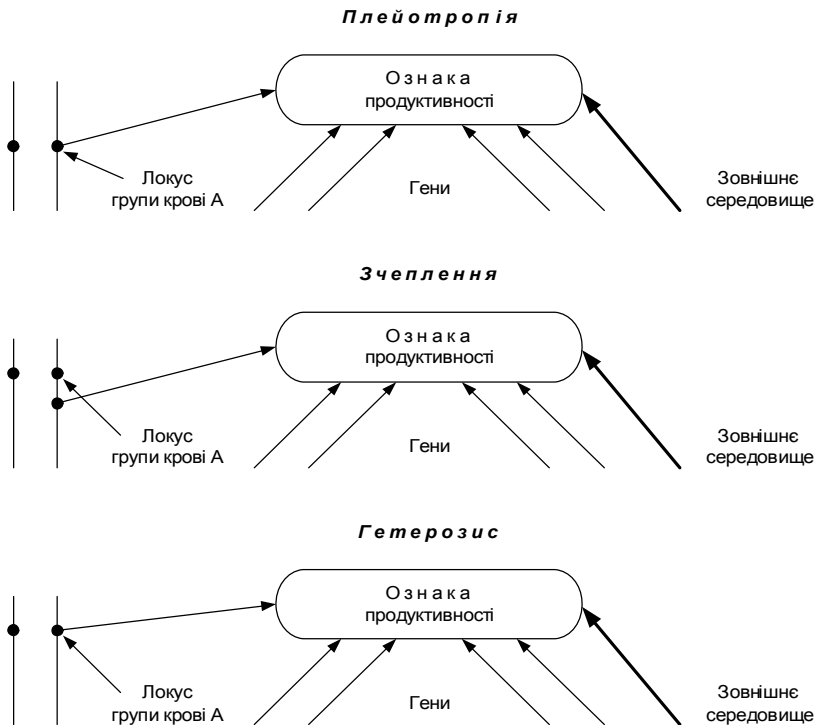 Плейотропія
Ознака
продуктивності
Локус
групи крові А
Гени
Зовнішнє
середовище
Зчеплення
Ознака
продуктивності
Локус
групи крові А
Гени
Зовнішнє
середовище
Гетерозис
Ознака
продуктивності
Локус
групи крові А
Гени
Зовнішнє
середовище